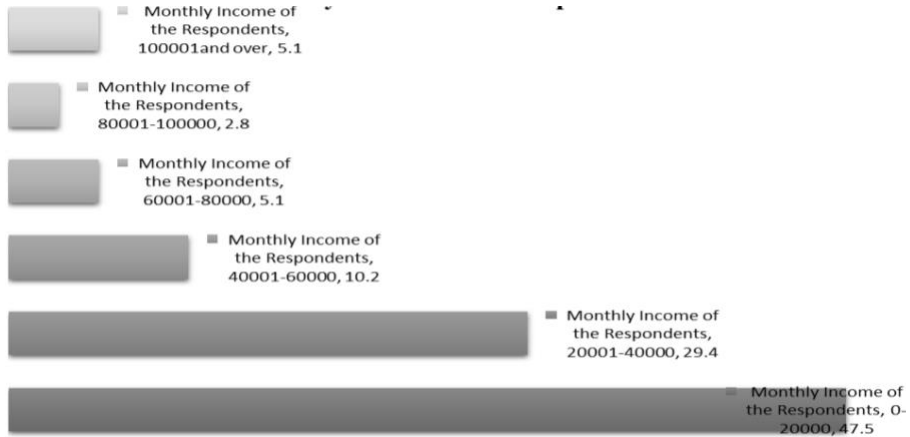 Monthly Income of
the Respondents,
100001and over, 5.1
Monthly Income of
the Respondents,
80001-100000, 2.8
Monthly Income of
the Respondents,
60001-80000, 5.1
Monthly Income of
the Respondents,
40001-60000, 10.2
Monthly Income of
the Respondents,
20001-40000, 29.4
Monthly Income of
the Respondents, 0-
20000, 47.5